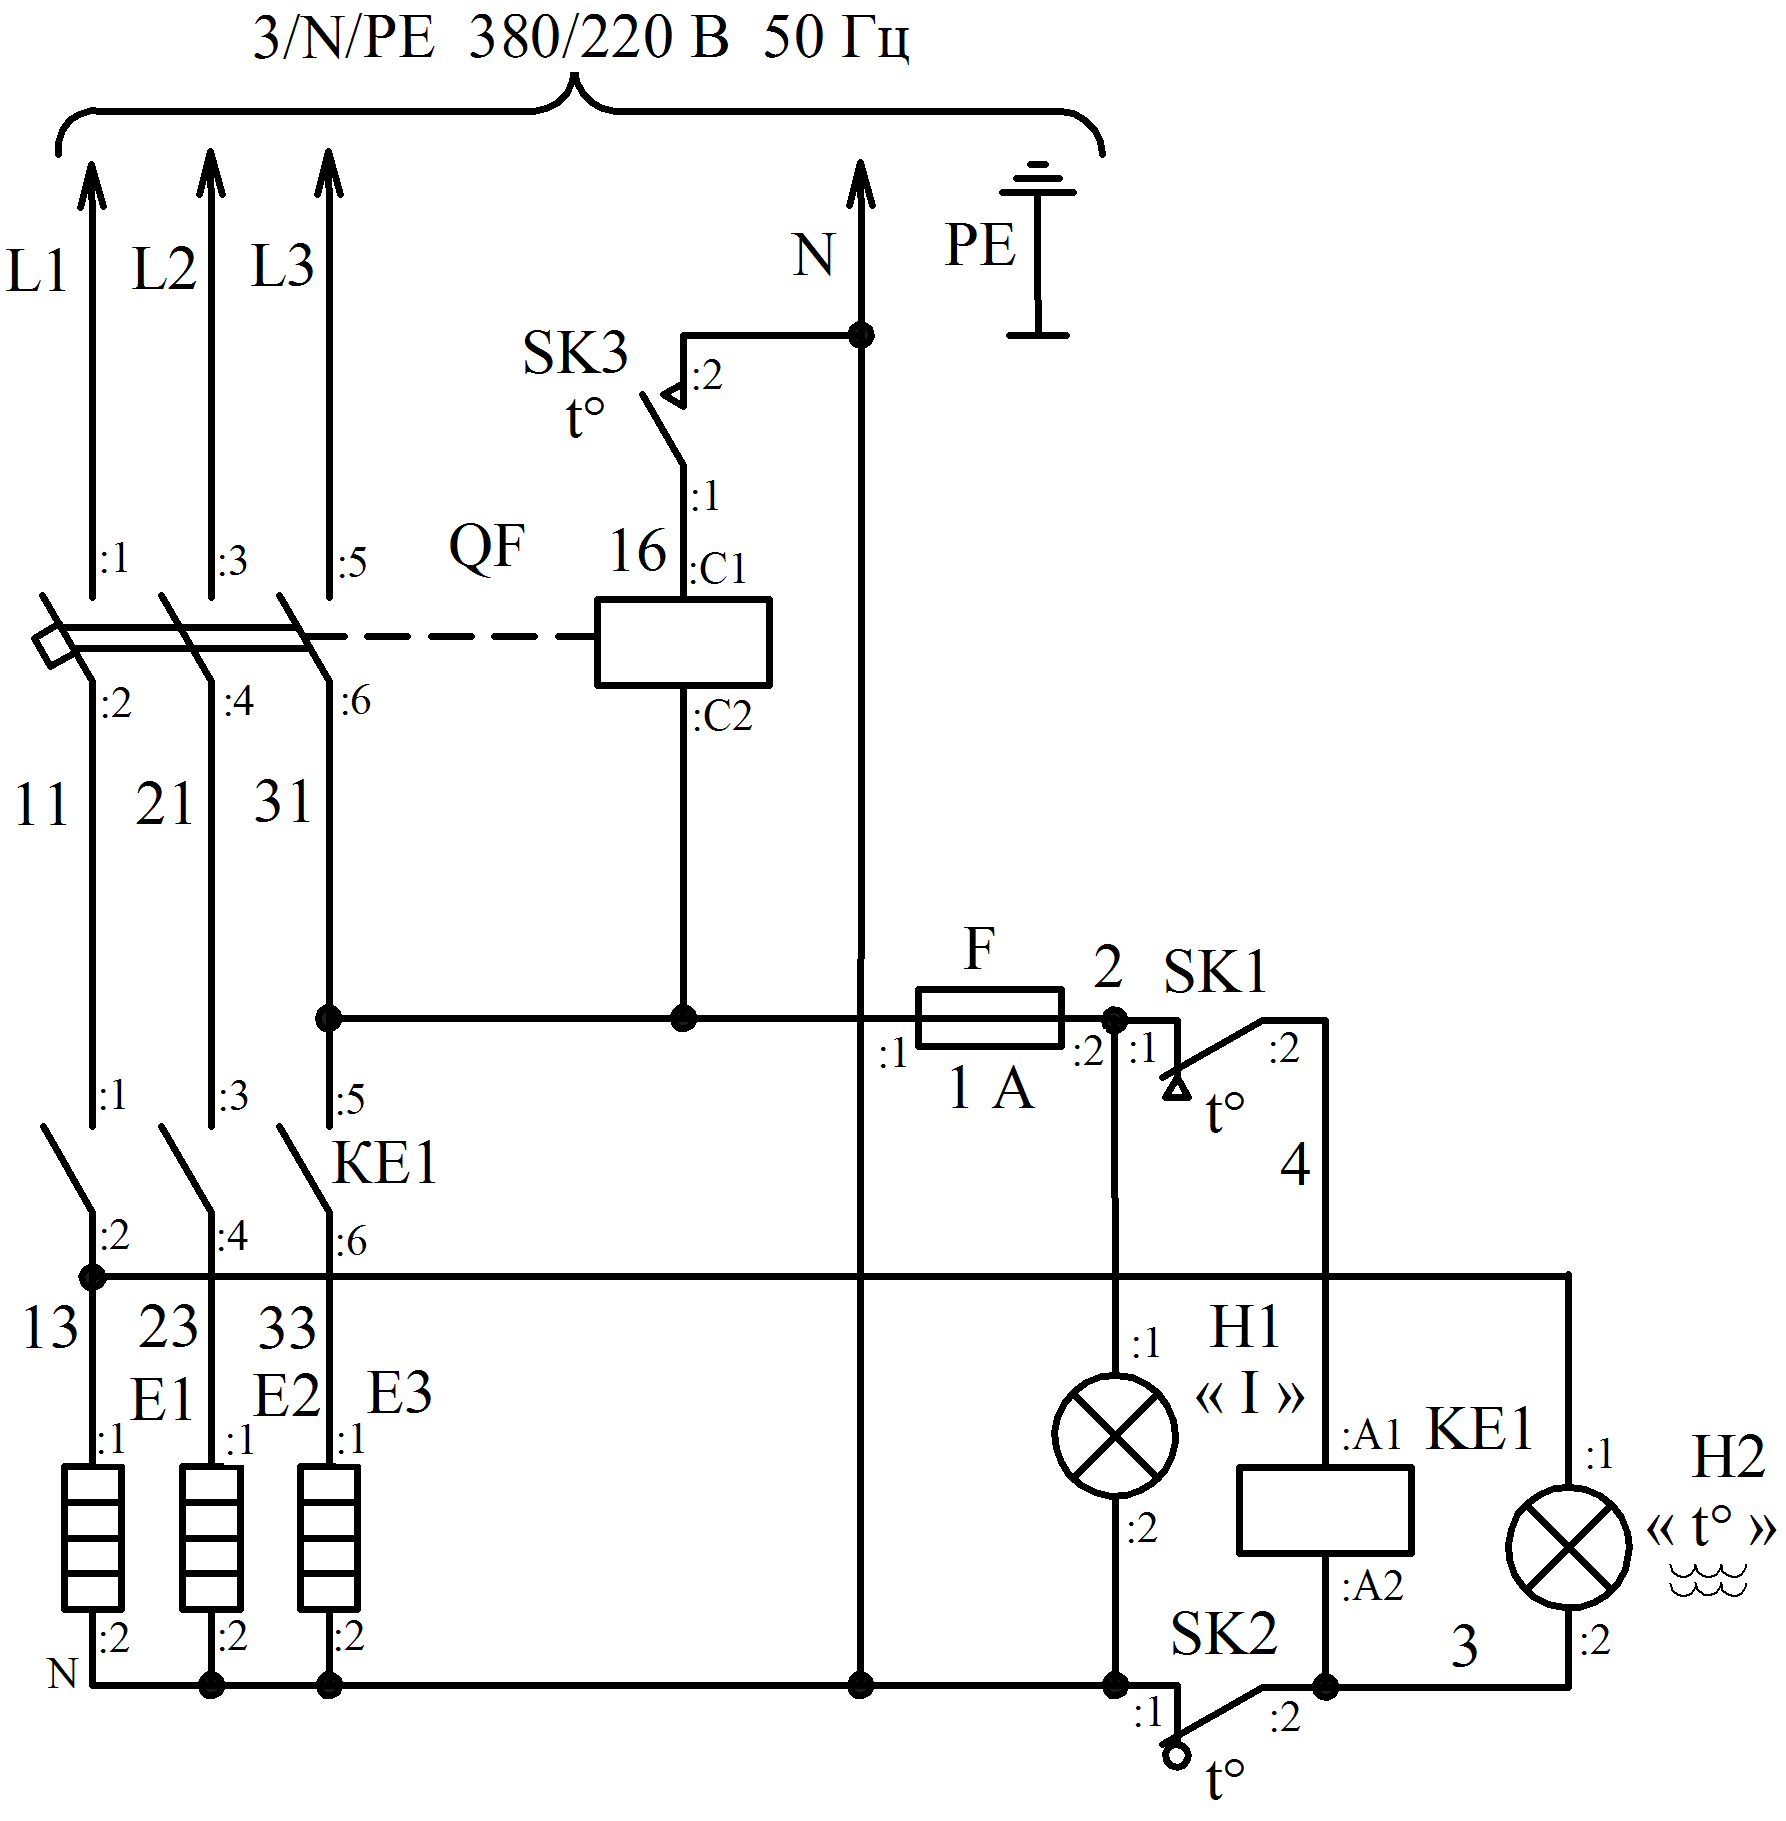 3/N/PE 380/220 В 50 Гц
L1
L2
L3
N
PE
SK3
t°
:2
:1
QF
16
:C1
:1
:3
:5
:2
:4
:6
:C2
11
21
31
F
2
SK1
:1
:2
:1
:2
1 А
t°
:1
:3
:5
КЕ1
4
:2
:4
:6
13
23
33
H1
« I »
:1
E1
E2
E3
:1
:1
:1
:A1
КЕ1
:1
H2
« t° »
:2
:A2
:2
:2
:2
N
SK2
3
:2
:1
:2
t°